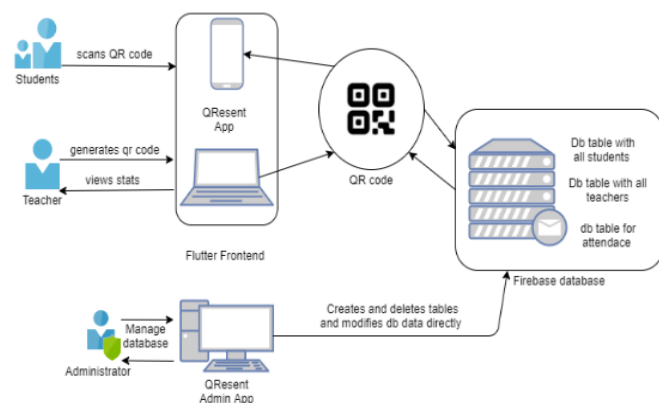 scans QR code
Students
QResent
App
generates qr code
views stats
Teacher
Flutter Frontend
QR code
Db table with
all students
Db table with all
teachers
db table for
attendace
Firebase database
Manage
database
Administrator
Creates and deletes tables
and modifies db data directly
QResent
Admin App